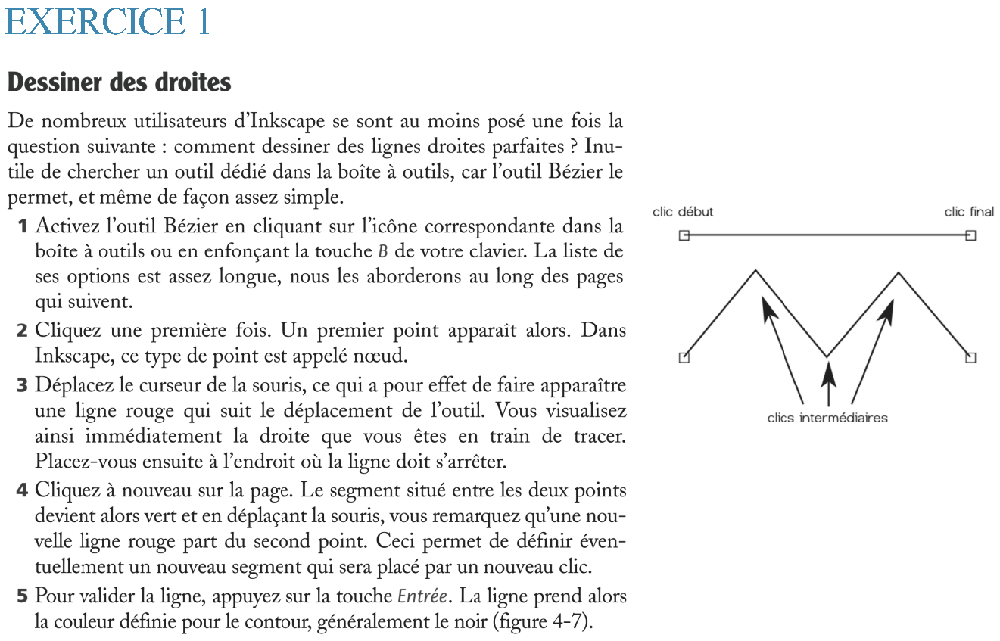 EXERCICE 1
Dessiner des droites
De nombreux utilisateurs d’Inkscape se sont au moins posé une fois la
question suivante : comment dessiner des lignes droites parfaites ? Inu-
tile de chercher un outil dédié dans la boîte à outils, car l’outil Bézier le
permet, et même de façon assez simple.
1 Activez l’outil Bézier en cliquant sur l’icône correspondante dans la
boîte à outils ou en enfonçant la touche B de votre clavier. La liste de
ses options est assez longue, nous les aborderons au long des pages
qui suivent.
2 Cliquez une première fois. Un premier point apparaît alors. Dans
Inkscape, ce type de point est appelé nœud.
3 Déplacez le curseur de la souris, ce qui a pour effet de faire apparaître
une ligne rouge qui suit le déplacement de l’outil. Vous visualisez
ainsi immédiatement la droite que vous êtes en train de tracer.
Placez-vous ensuite à l’endroit où la ligne doit s’arrêter.
4 Cliquez à nouveau sur la page. Le segment situé entre les deux points
devient alors vert et en déplaçant la souris, vous remarquez qu’une nou-
velle ligne rouge part du second point. Ceci permet de définir éven-
tuellement un nouveau segment qui sera placé par un nouveau clic.
5 Pour valider la ligne, appuyez sur la touche Entrée. La ligne prend alors
la couleur définie pour le contour, généralement le noir (figure 4-7).
clic début
clic final
clics intermédiaires